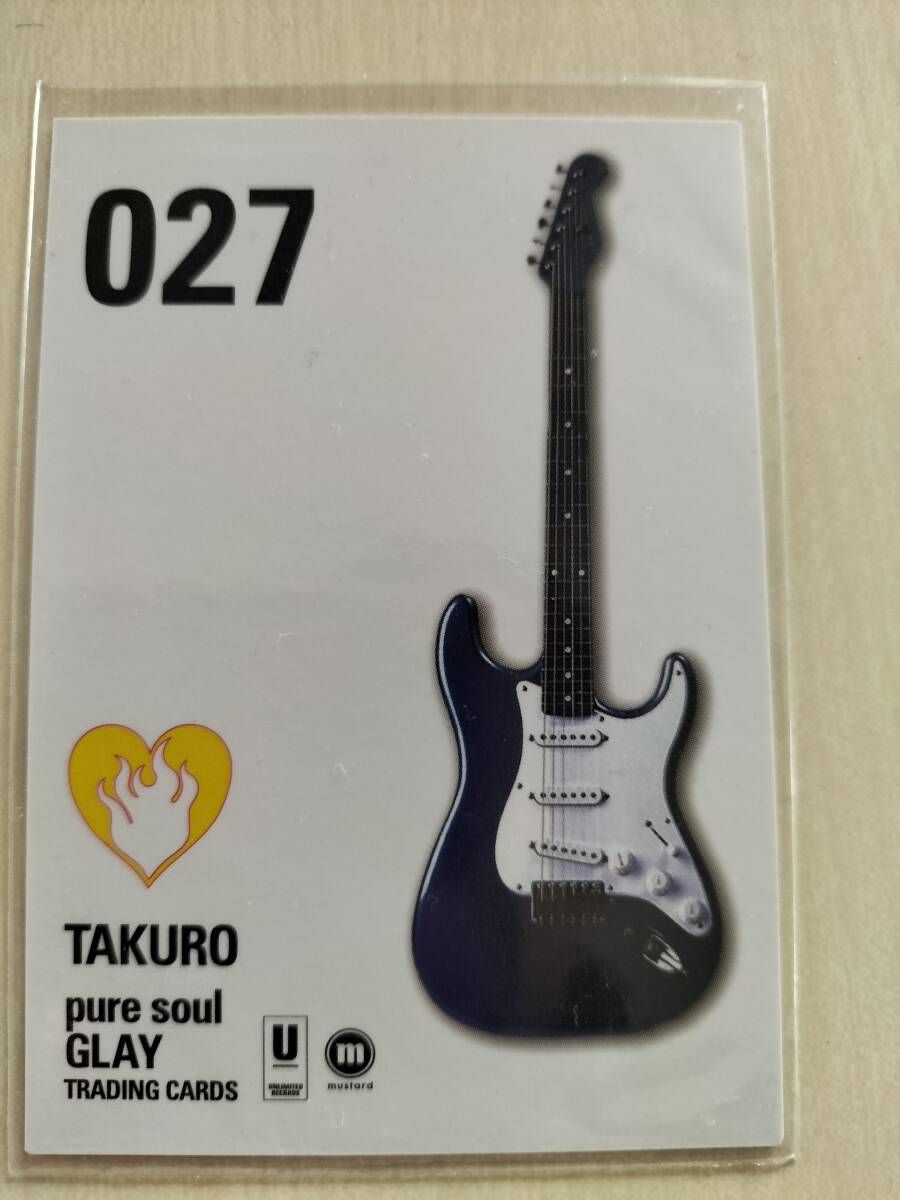 027
TAKURO
pure soul
GLAY
TRADING CARDS
U
UNLIMITED
RECORDS
m
mustard